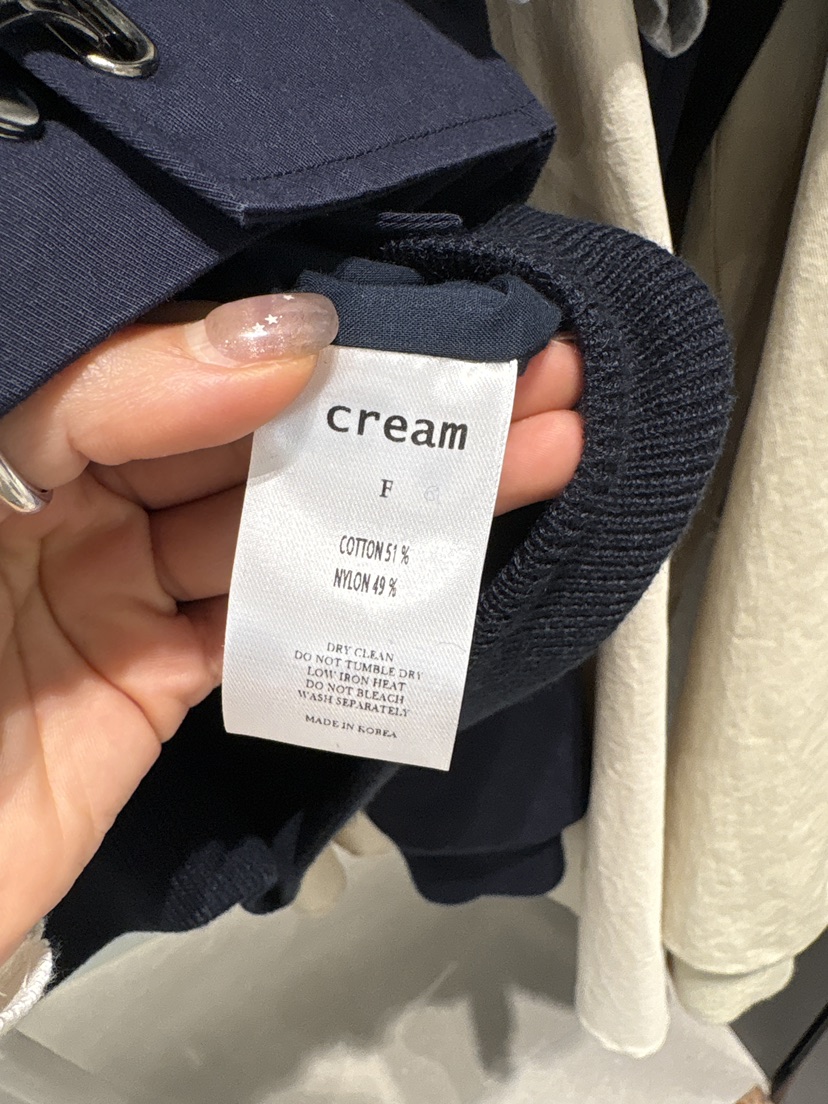 cream
F
COTTON 51 %
NYLON 49 %
DRY CLEAN
DO NOT TUMBLE DRY
LOW IRON HEAT
DO NOT BLEACH
WASH SEPARATELY
MADE IN KOREA